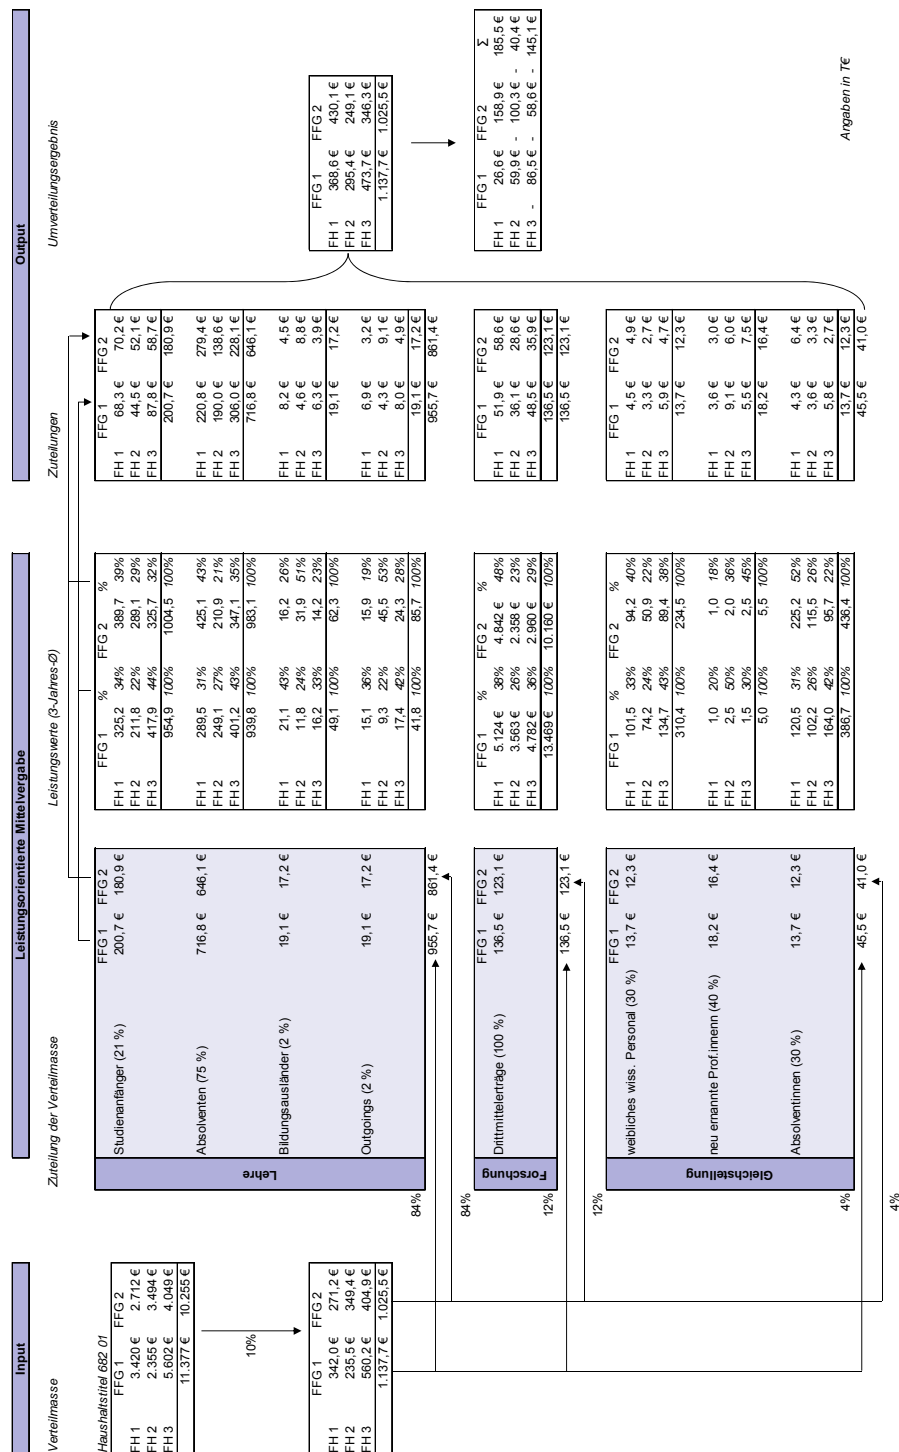 Input
Verteilmasse
Haushaltstitel 682 01
FFG 1 FFG 2
FH 1 3.420 € 2.712 €
FH 2 2.355 € 3.494 €
FH 3 5.602 € 4.049 €
11.377 € 10.255 €
10%
FFG 1 FFG 2
FH 1 342,0 € 271,2 €
FH 2 235,5 € 349,4 €
FH 3 560,2 € 404,9 €
1.137,7 € 1.025,5 €
Leistungsorientierte Mittelvergabe
Zuteilung der Verteilmasse
Lehre
FFG 1 FFG 2
Studienanfänger (21 %) 200,7 € 180,9 €
Absolventen (75 %) 716,8 € 646,1 €
Bildungsausländer (2 %) 19,1 € 17,2 €
Outgoings (2 %) 19,1 € 17,2 €
84% 955,7 € 861,4 €
84%
Forschung
FFG 1 FFG 2
Drittmittelerträge (100 %) 136,5 € 123,1 €
12% 136,5 € 123,1 €
12%
Gleichstellung
FFG 1 FFG 2
weibliches wiss. Personal (30 %) 13,7 € 12,3 €
neu ernannte Prof.innenn (40 %) 18,2 € 16,4 €
Absolventinnen (30 %) 13,7 € 12,3 €
4% 45,5 € 41,0 €
4%
Leistungswerte (3-Jahres-Ø)
FFG 1 % FFG 2 %
FH 1 325,2 34% 389,7 39%
FH 2 211,8 22% 289,1 29%
FH 3 417,9 44% 325,7 32%
954,9 100% 1004,5 100%
FH 1 289,5 31% 425,1 43%
FH 2 249,1 27% 210,9 21%
FH 3 401,2 43% 347,1 35%
939,8 100% 983,1 100%
FH 1 21,1 43% 16,2 26%
FH 2 11,8 24% 31,9 51%
FH 3 16,2 33% 14,2 23%
49,1 100% 62,3 100%
FH 1 15,1 36% 15,9 19%
FH 2 9,3 22% 45,5 53%
FH 3 17,4 42% 24,3 28%
41,8 100% 85,7 100%
FFG 1 % FFG 2 %
FH 1 5.124 € 38% 4.842 € 48%
FH 2 3.563 € 26% 2.358 € 23%
FH 3 4.782 € 36% 2.960 € 29%
13.469 € 100% 10.160 € 100%
FFG 1 % FFG 2 %
FH 1 101,5 33% 94,2 40%
FH 2 74,2 24% 50,9 22%
FH 3 134,7 43% 89,4 38%
310,4 100% 234,5 100%
FH 1 1,0 20% 1,0 18%
FH 2 2,5 50% 2,0 36%
FH 3 1,5 30% 2,5 45%
5,0 100% 5,5 100%
FH 1 120,5 31% 225,2 52%
FH 2 102,2 26% 115,5 26%
FH 3 164,0 42% 95,7 22%
386,7 100% 436,4 100%
Output
Zuteilungen
FFG 1 FFG 2
FH 1 68,3 € 70,2 €
FH 2 44,5 € 52,1 €
FH 3 87,8 € 58,7 €
200,7 € 180,9 €
FH 1 220,8 € 279,4 €
FH 2 190,0 € 138,6 €
FH 3 306,0 € 228,1 €
716,8 € 646,1 €
FH 1 8,2 € 4,5 €
FH 2 4,6 € 8,8 €
FH 3 6,3 € 3,9 €
19,1 € 17,2 €
FH 1 6,9 € 3,2 €
FH 2 4,3 € 9,1 €
FH 3 8,0 € 4,9 €
19,1 € 17,2 €
955,7 € 861,4 €
FFG 1 FFG 2
FH 1 51,9 € 58,6 €
FH 2 36,1 € 28,6 €
FH 3 48,5 € 35,9 €
136,5 € 123,1 €
136,5 € 123,1 €
FFG 1 FFG 2
FH 1 4,5 € 4,9 €
FH 2 3,3 € 2,7 €
FH 3 5,9 € 4,7 €
13,7 € 12,3 €
FH 1 3,6 € 3,0 €
FH 2 9,1 € 6,0 €
FH 3 5,5 € 7,5 €
18,2 € 16,4 €
FH 1 4,3 € 6,4 €
FH 2 3,6 € 3,3 €
FH 3 5,8 € 2,7 €
13,7 € 12,3 €
45,5 € 41,0 €
Umverteilungsergebnis
FFG 1 FFG 2
FH 1 368,6 € 430,1 €
FH 2 295,4 € 249,1 €
FH 3 473,7 € 346,3 €
1.137,7 € 1.025,5 €
FFG 1 FFG 2 Σ
FH 1 26,6 € 158,9 € 185,5 €
FH 2 59,9 € - 100,3 € - 40,4 €
FH 3 - 86,5 € - 58,6 € - 145,1 €
Angaben in T€